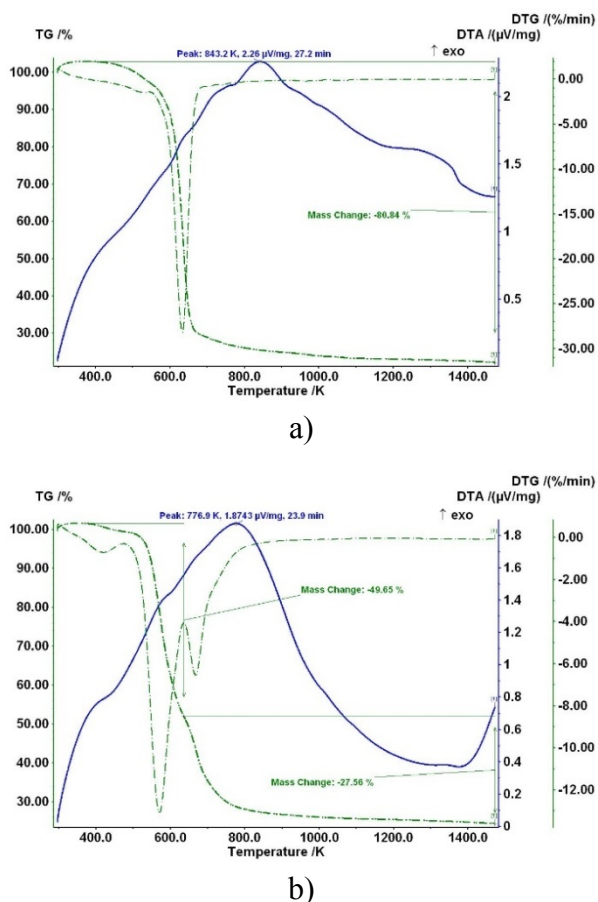 DTG /(%/min)
TG /%
DTA /(µV/mg)
Peak: 843.2 K, 2.26 µV/mg, 27.2 min
↑ exo
100.00
90.00
80.00
70.00
60.00
50.00
40.00
30.00
2
1.5
1
0.5
0.00
-5.00
-10.00
-15.00
-20.00
-25.00
-30.00
Mass Change: -80.84 %
400.0 600.0 800.0 1000.0 1200.0 1400.0
Temperature /K
a)
DTG /(%/min)
TG /%
DTA /(µV/mg)
Peak: 776.9 K, 1.8743 µV/mg, 23.9 min
↑ exo
100.00
90.00
80.00
70.00
60.00
50.00
40.00
30.00
1.8
1.6
1.4
1.2
1
0.8
0.6
0.4
0.2
0
0.00
-2.00
-4.00
-6.00
-8.00
-10.00
-12.00
Mass Change: -49.65 %
Mass Change: -27.56 %
400.0 600.0 800.0 1000.0 1200.0 1400.0
Temperature /K
b)